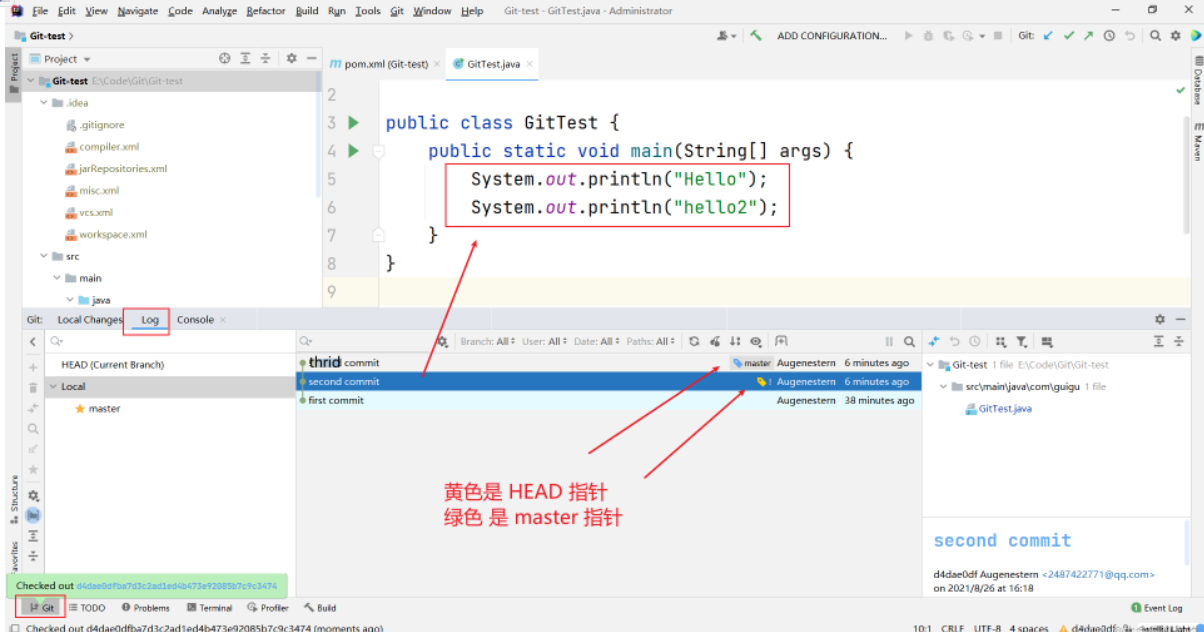 File Edit View Navigate Code Analyze Refactor Build Run Tools Git Window Help Git-test - GitTest.java - Administrator
Git-test
ADD CONFIGURATION... Git:
Project
Project
pom.xml (Git-test)
GitTest.java
Database
Maven
Git-test E:\Code\Git\Git-test
.idea
.gitignore
compiler.xml
jarRepositories.xml
misc.xml
vcs.xml
workspace.xml
src
main
java
2
3 public class GitTest {
4 public static void main(String[] args) {
5 System.out.println("Hello");
6 System.out.println("hello2");
7 }
8 }
9
Git: Local Changes Log Console
Branch: All User: All Date: All Paths: All
HEAD (Current Branch)
Local
master
thrid commit master Augenestern 6 minutes ago
second commit ! Augenestern 6 minutes ago
first commit Augenestern 38 minutes ago
Git-test 1 file E:\Code\Git\Git-test
src\main\java\com\guigu 1 file
GitTest.java
黄色是 HEAD 指针
绿色 是 master 指针
second commit
d4dae0df Augenestern <2487422771@qq.com>
on 2021/8/26 at 16:18
Structure
avorites
Checked out d4dae0dfba7d3c2ad1ed4b473e92085b7c9c3474
Git TODO Problems Terminal Profiler Build Event Log
Checked out d4dae0dfba7d3c2ad1ed4b473e92085b7c9c3474 (moments ago) 10:1 CRLF UTF-8 4 spaces